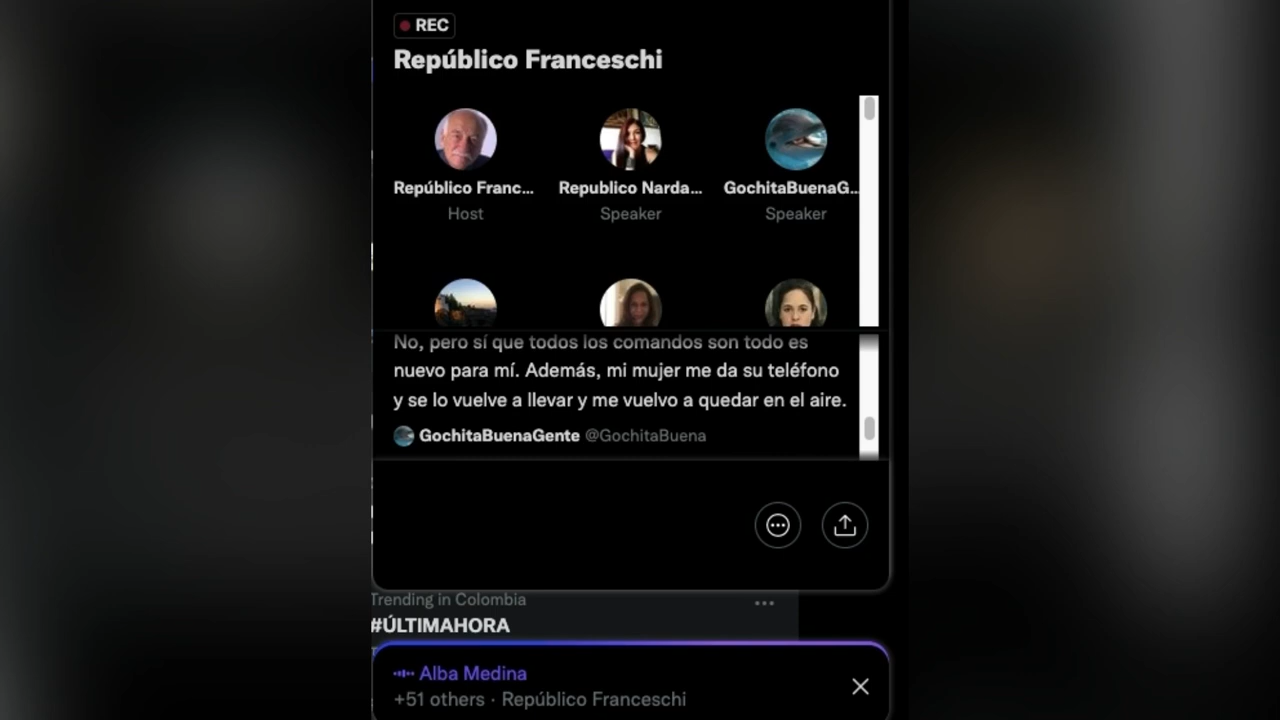 REC
República Franceschi
Repúblico Franc...
Republico Narda...
GochitaBuenaG...
Host
Speaker
Speaker
No, pero sí que todos los comandos son todo es
nuevo para mí. Además, mi mujer me da su teléfono
y se lo vuelve a llevar y me vuelvo a quedar en el aire.
GochitaBuenaGente @GochitaBuena
Trending in Colombia
#ÚLTIMAHORA
Alba Medina
+51 others · Repúblico Franceschi